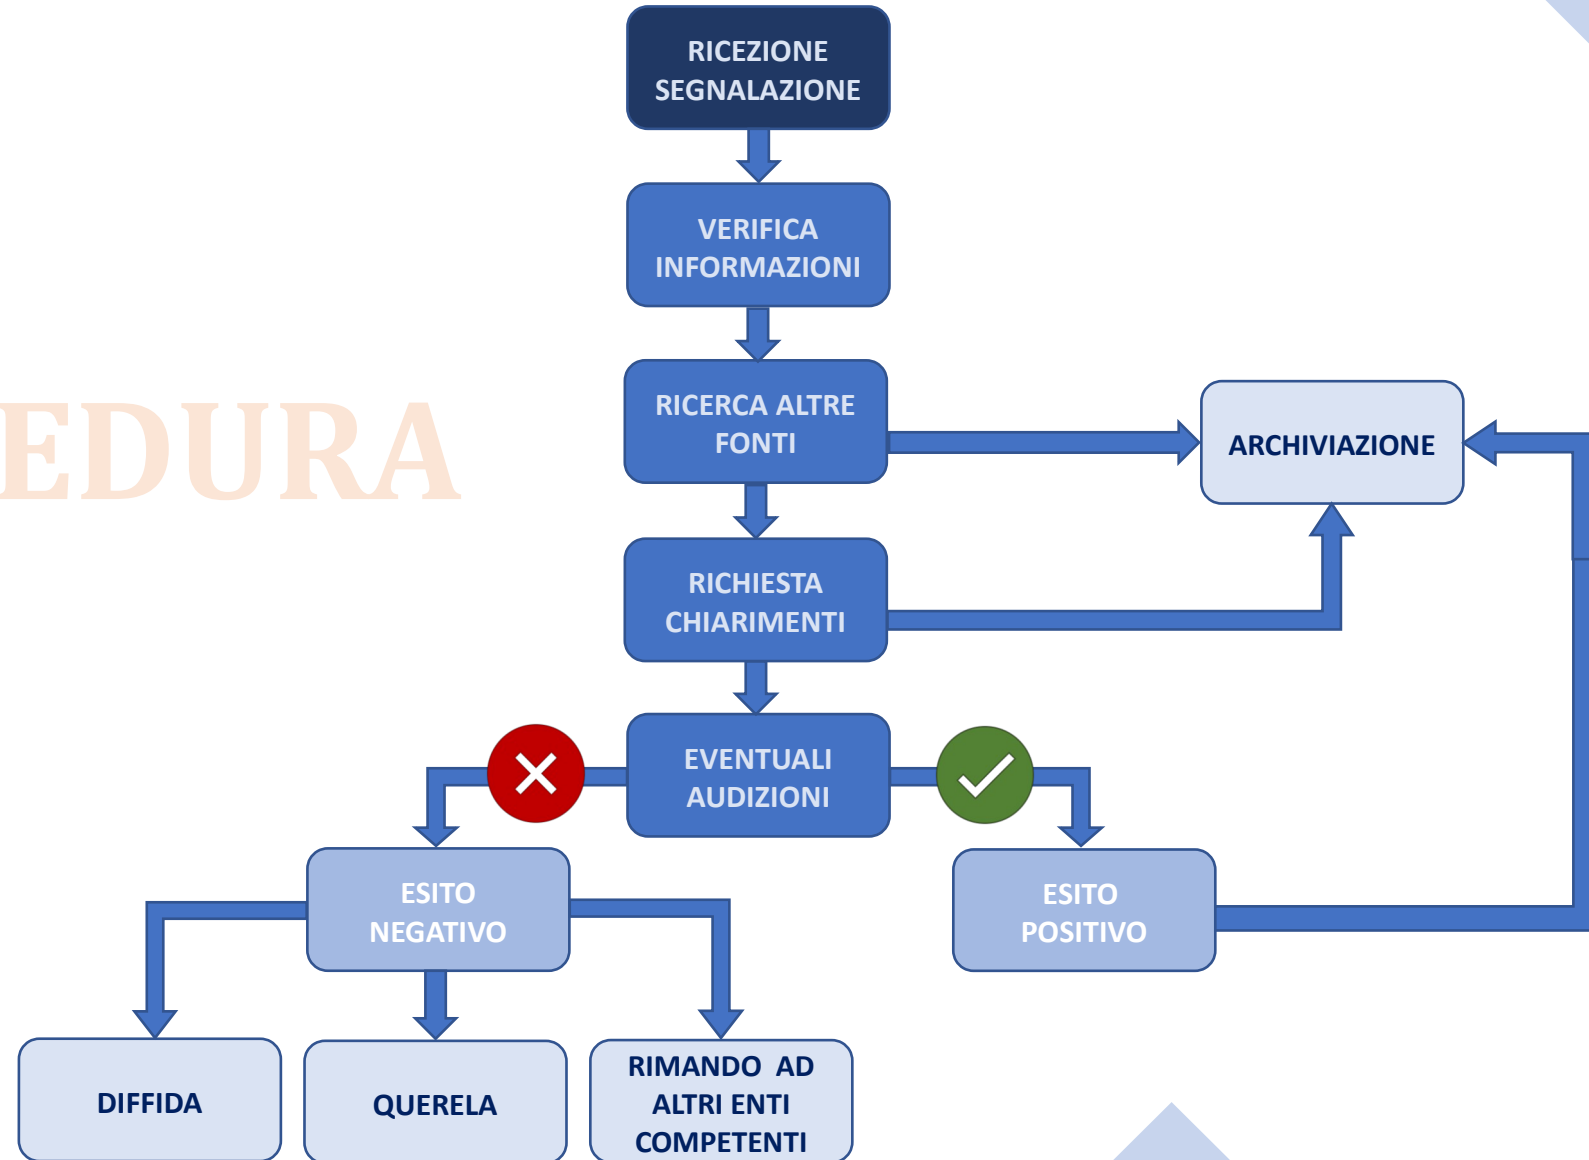 RICEZIONE
SEGNALAZIONE
VERIFICA
INFORMAZIONI
RICERCA ALTRE
FONTI
ARCHIVIAZIONE
EDURA
RICHIESTA
CHIARIMENTI
EVENTUALI
AUDIZIONI
ESITO
NEGATIVO
ESITO
POSITIVO
DIFFIDA
QUERELA
RIMANDO AD
ALTRI ENTI
COMPETENTI